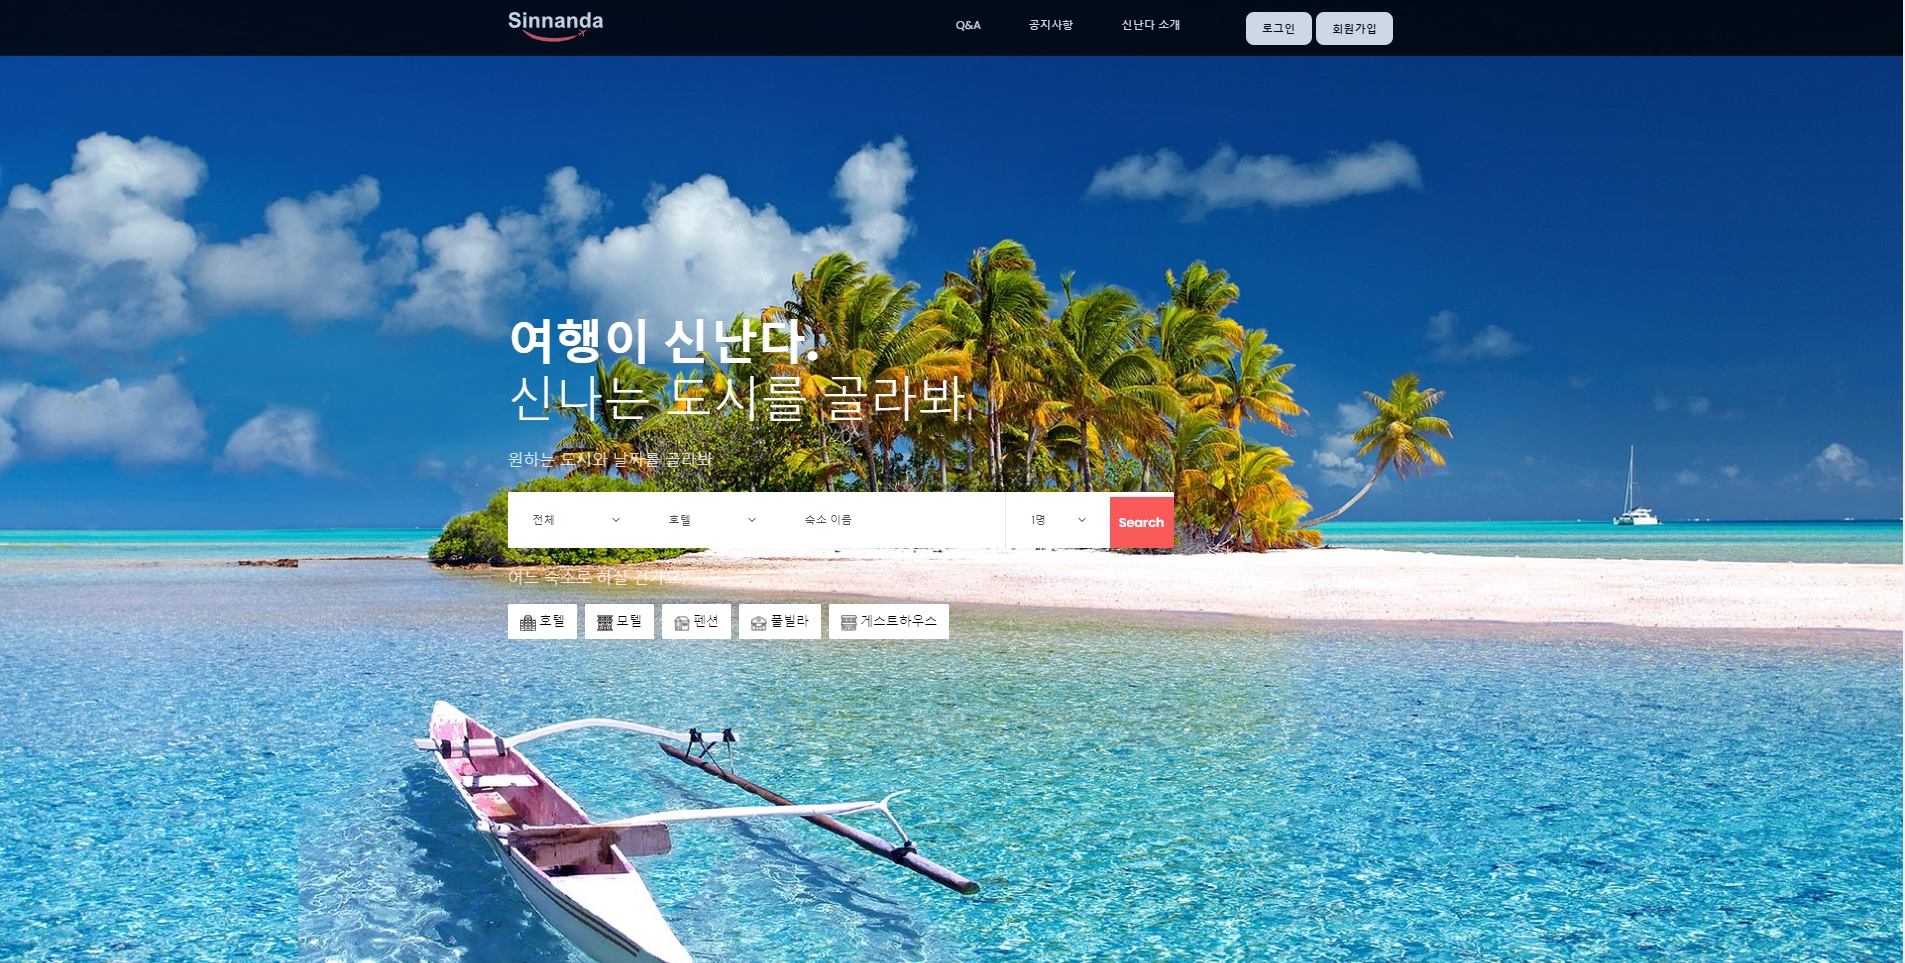 Sinnanda
Q&A 공지사항 신난다 소개 로그인 회원가입
여행이 신난다.
신나는 도시를 골라봐.
원하는 도시와 날짜를 골라봐
전체 호텔 숙소 이름 1명 Search
어느 숙소로 하실 건가요?
호텔 모텔 펜션 풀빌라 게스트하우스